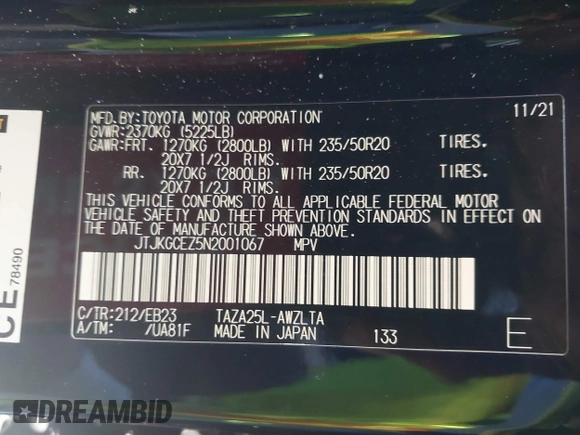 MFD.BY:TOYOTA MOTOR CORPORATION 11/21
GVWR:2370KG (5225LB)
GAWR:FRT. 1270KG (2800LB) WITH 235/50R20 TIRES.
20X7 1/2J RIMS.
RR. 1270KG (2800LB) WITH 235/50R20 TIRES.
20X7 1/2J RIMS.
THIS VEHICLE CONFORMS TO ALL APPLICABLE FEDERAL MOTOR
VEHICLE SAFETY AND THEFT PREVENTION STANDARDS IN EFFECT ON
THE DATE OF MANUFACTURE SHOWN ABOVE.
JTJKGCEZ5N2001067 MPV
C/TR:212/EB23 TAZA25L-AWZLTA
A/TM: /UA81F MADE IN JAPAN 133 E
CE
78490
DREAMBID